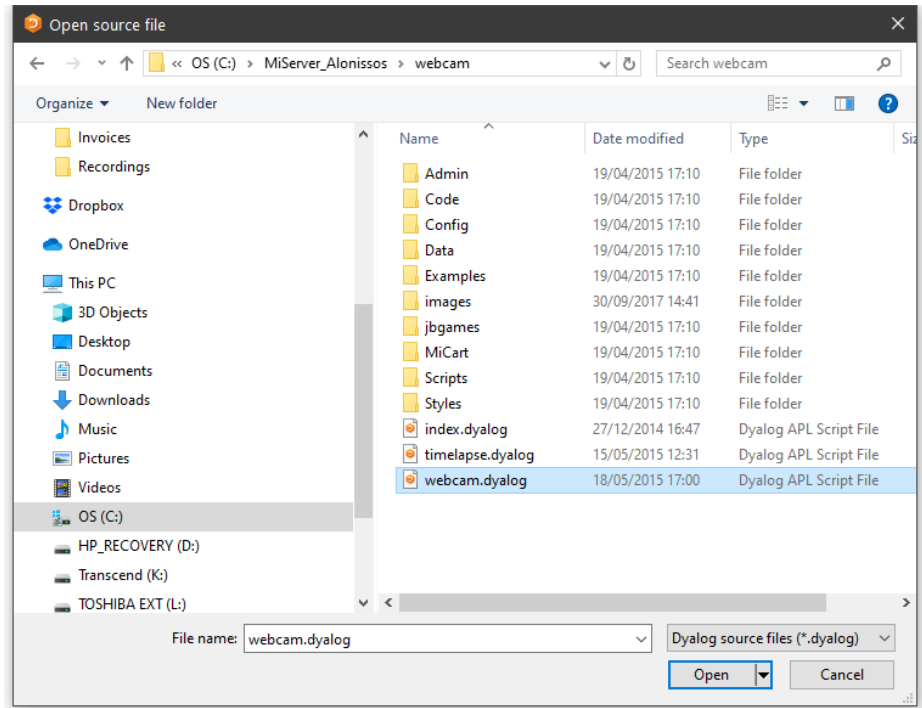 Open source file
« OS (C:) › MiServer_Alonissos › webcam
Search webcam
Organize
New folder
?
Invoices
Recordings
Dropbox
OneDrive
This PC
3D Objects
Desktop
Documents
Downloads
Music
Pictures
Videos
OS (C:)
HP_RECOVERY (D:)
Transcend (K:)
TOSHIBA EXT (L:)
Name Date modified Type Siz
Admin 19/04/2015 17:10 File folder
Code 19/04/2015 17:10 File folder
Config 19/04/2015 17:10 File folder
Data 19/04/2015 17:10 File folder
Examples 19/04/2015 17:10 File folder
images 30/09/2017 14:41 File folder
jbgames 19/04/2015 17:10 File folder
MiCart 19/04/2015 17:10 File folder
Scripts 19/04/2015 17:10 File folder
Styles 19/04/2015 17:10 File folder
index.dyalog 27/12/2014 16:47 Dyalog APL Script File
timelapse.dyalog 15/05/2015 12:31 Dyalog APL Script File
webcam.dyalog 18/05/2015 17:00 Dyalog APL Script File
File name: webcam.dyalog
Dyalog source files (*.dyalog)
Open
Cancel